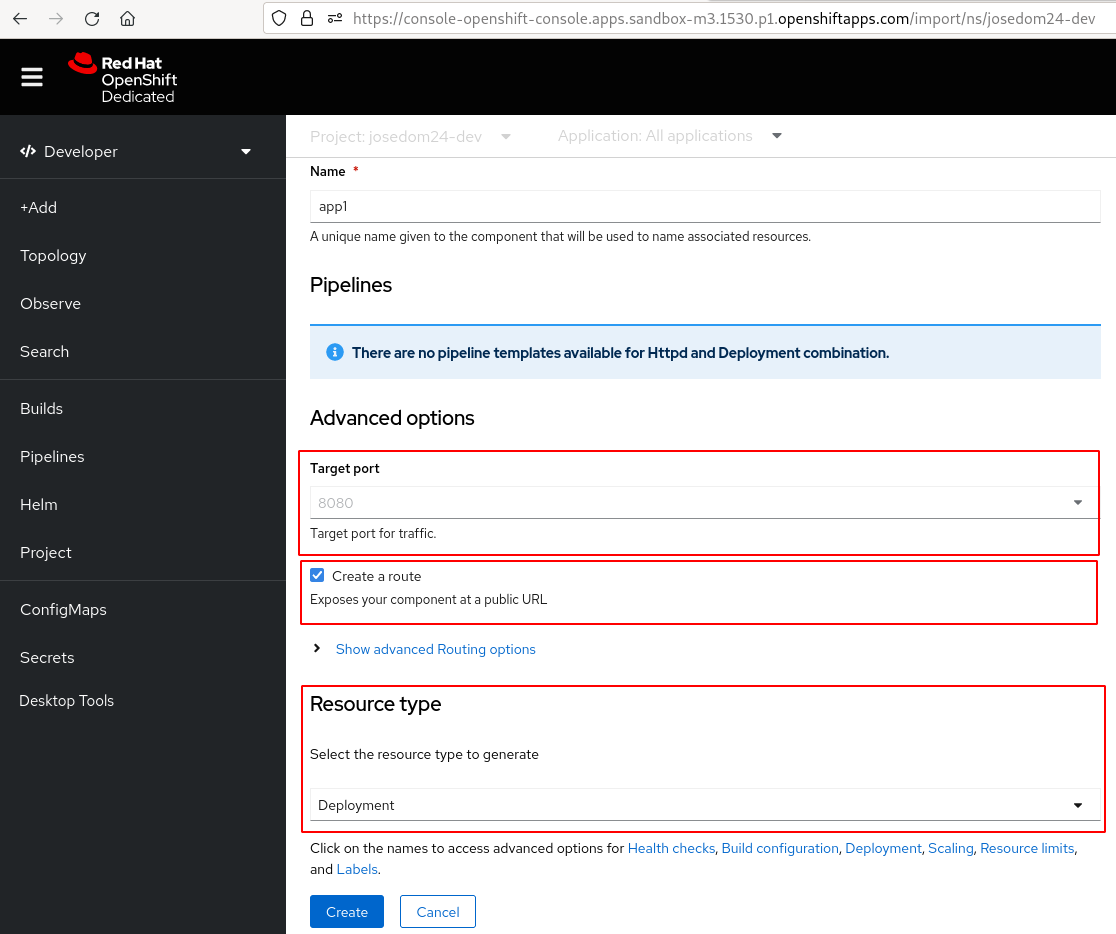 https://console-openshift-console.apps.sandbox-m3.1530.p1.openshiftapps.com/import/ns/josedom24-dev
Red Hat
OpenShift
Dedicated
Developer
+Add
Topology
Observe
Search
Builds
Pipelines
Helm
Project
ConfigMaps
Secrets
Desktop Tools
Project: josedom24-dev
Application: All applications
Name *
app1
A unique name given to the component that will be used to name associated resources.
Pipelines
There are no pipeline templates available for Httpd and Deployment combination.
Advanced options
Target port
8080
Target port for traffic.
Create a route
Exposes your component at a public URL
Show advanced Routing options
Resource type
Select the resource type to generate
Deployment
Click on the names to access advanced options for Health checks, Build configuration, Deployment, Scaling, Resource limits,
and Labels.
Create
Cancel